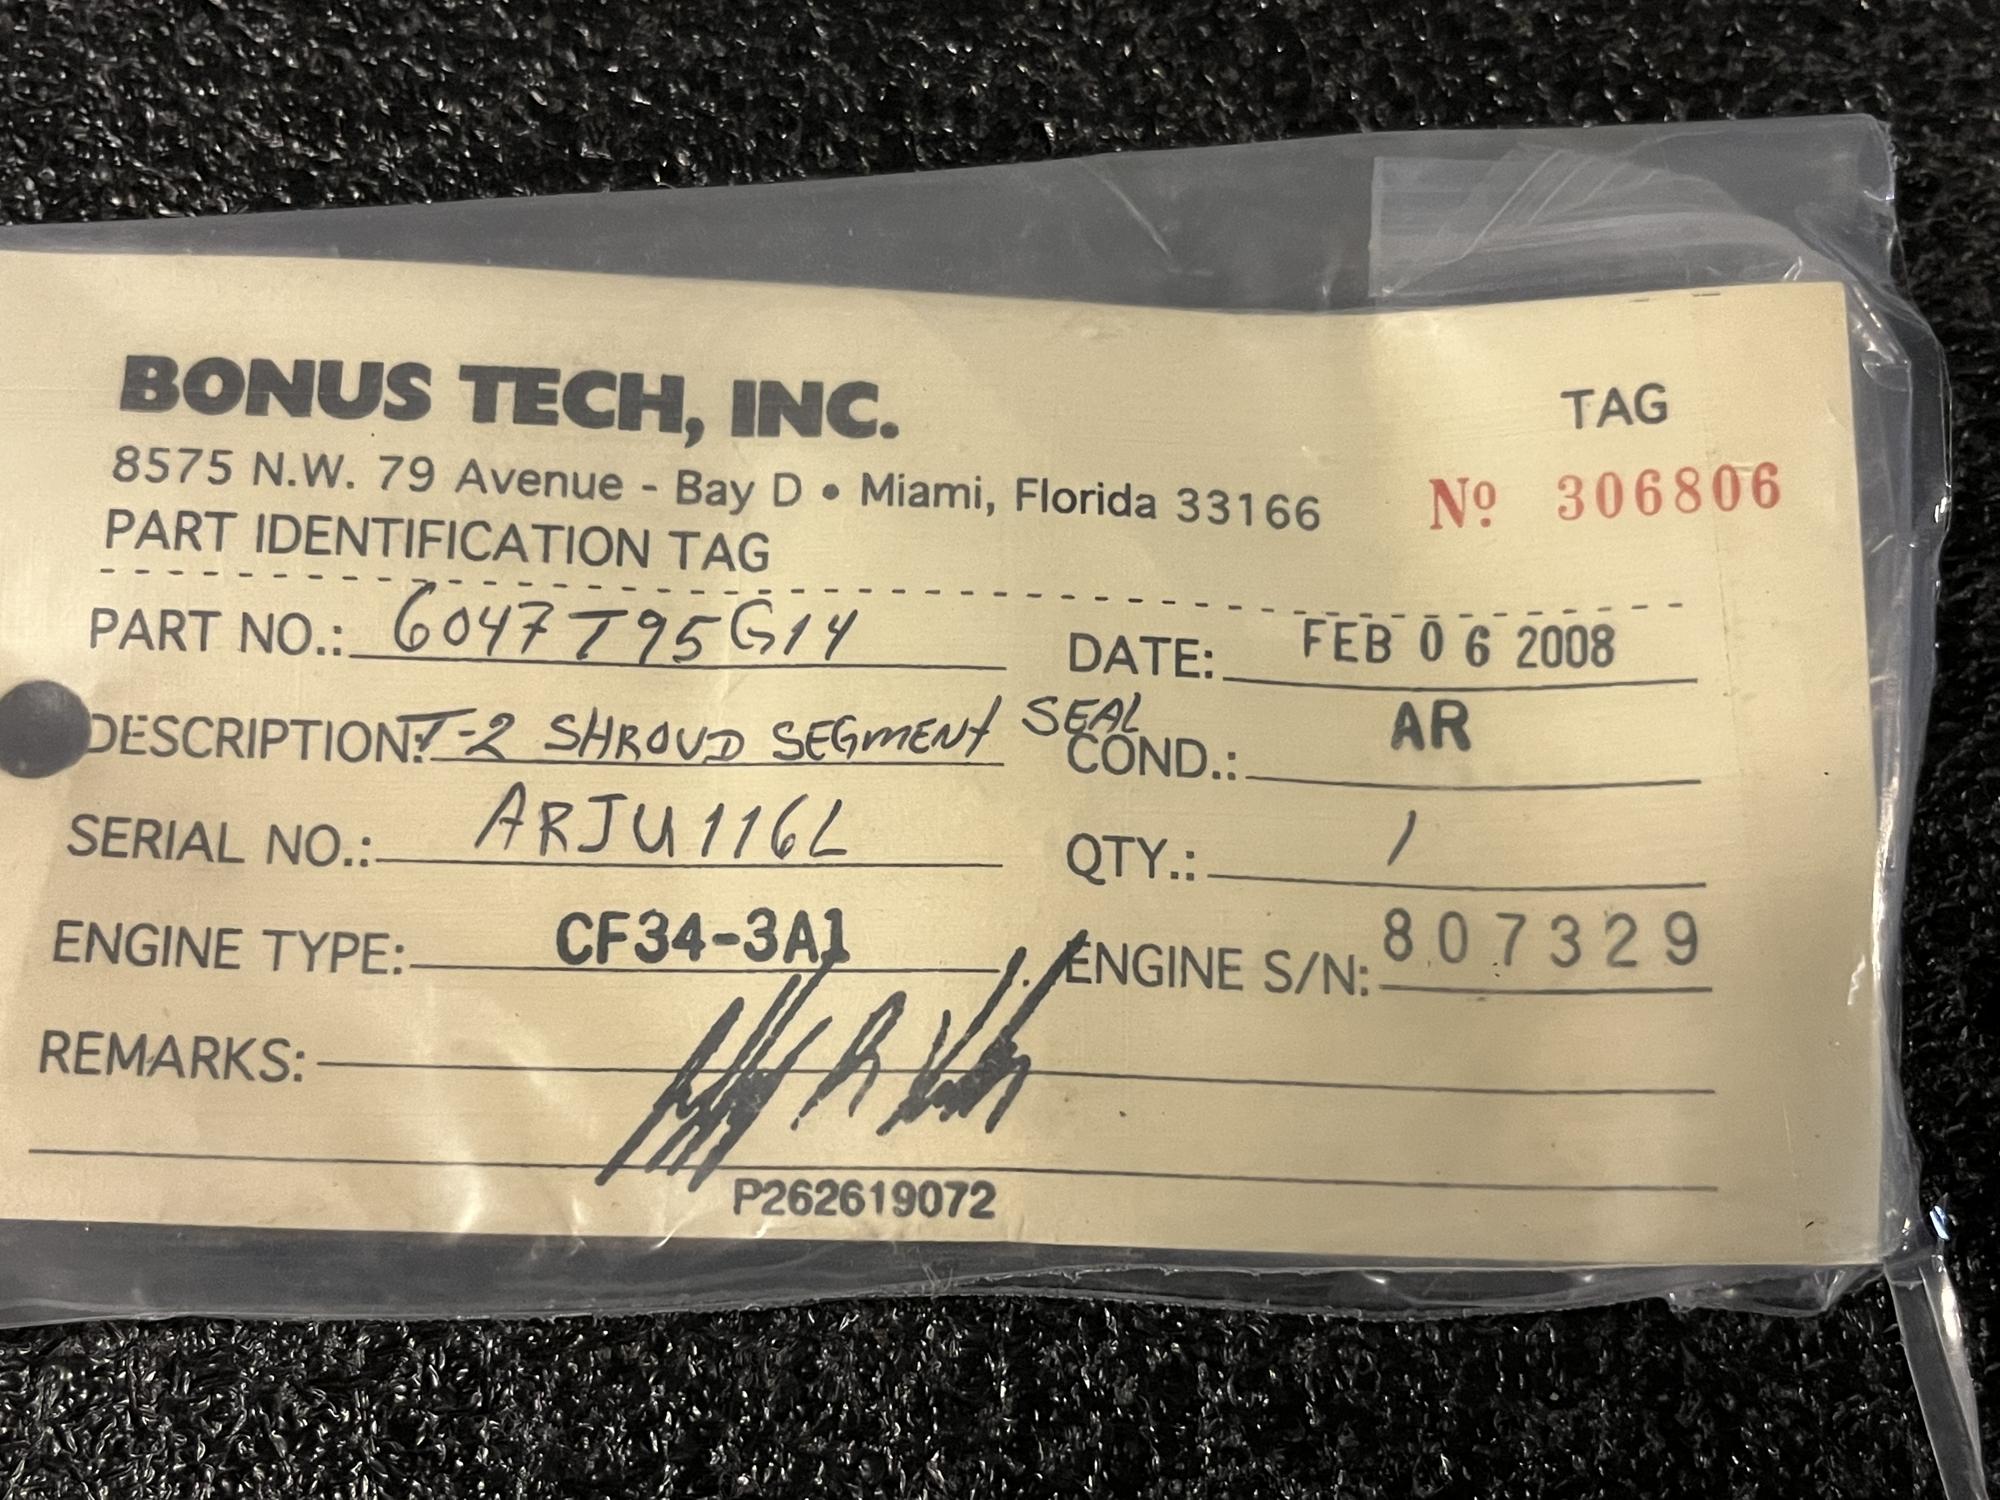 BONUS TECH, INC.
8575 N.W. 79 Avenue - Bay D • Miami, Florida 33166
TAG
Nº 306806
PART IDENTIFICATION TAG
PART NO.: 6047T95G14
DATE: FEB 06 2008
DESCRIPTION: T-2 SHROUD SEGMENT SEAL
COND.: AR
SERIAL NO.: ARJU116L
QTY.: 1
ENGINE TYPE: CF34-3A1
ENGINE S/N: 807329
REMARKS:
P262619072